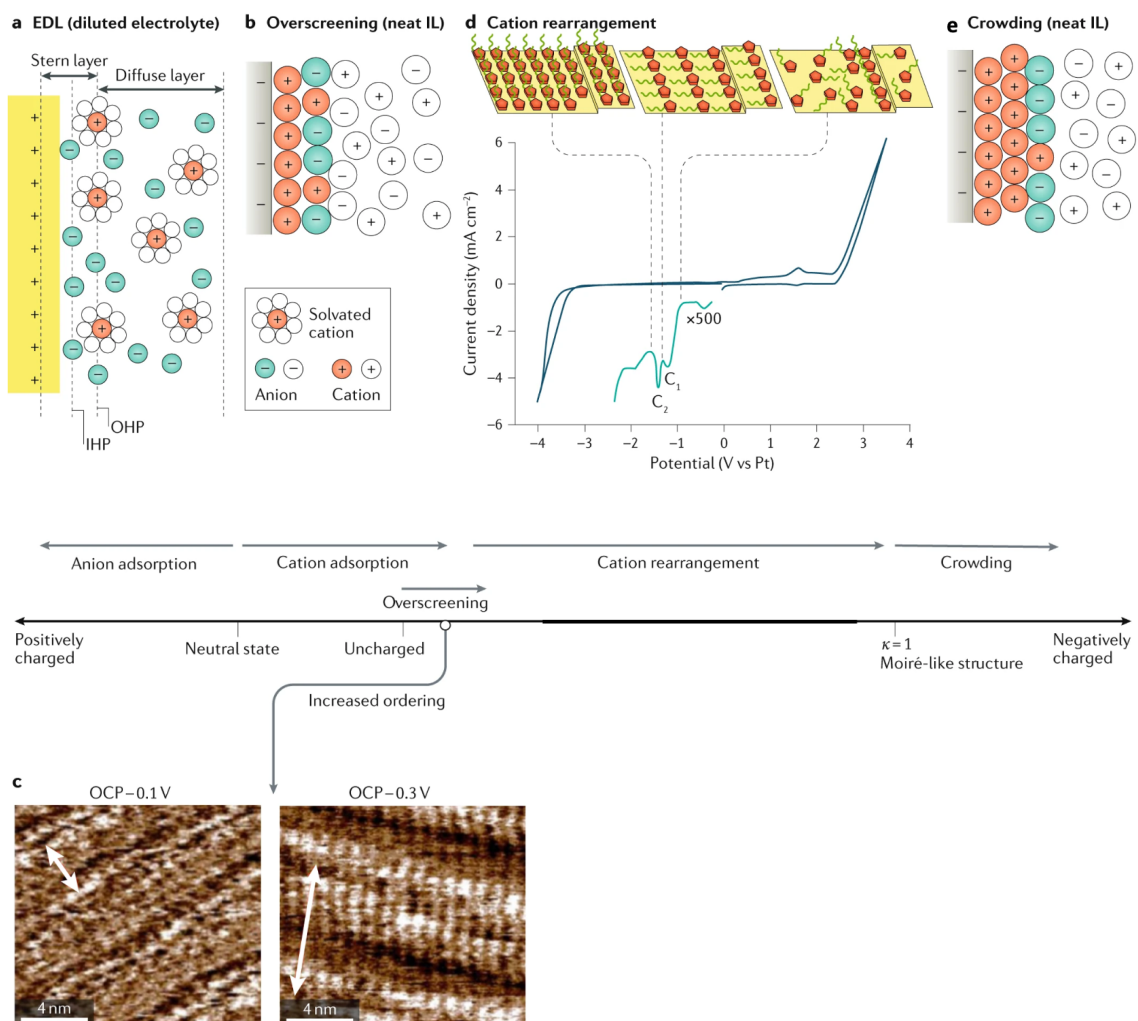 a EDL (diluted electrolyte)
Stern layer
Diffuse layer
IHP
OHP
b Overscreening (neat IL)
Solvated
cation
Anion
Cation
d Cation rearrangement
Current density (mA cm⁻²)
6
4
2
0
−2
−4
−6
×500
C₁
C₂
−4 −3 −2 −1 0 1 2 3 4
Potential (V vs Pt)
e Crowding (neat IL)
Anion adsorption
Cation adsorption
Cation rearrangement
Crowding
Overscreening
Positively
charged
Neutral state
Uncharged
κ = 1
Moiré-like structure
Negatively
charged
Increased ordering
c
OCP − 0.1 V
OCP − 0.3 V
4 nm
4 nm